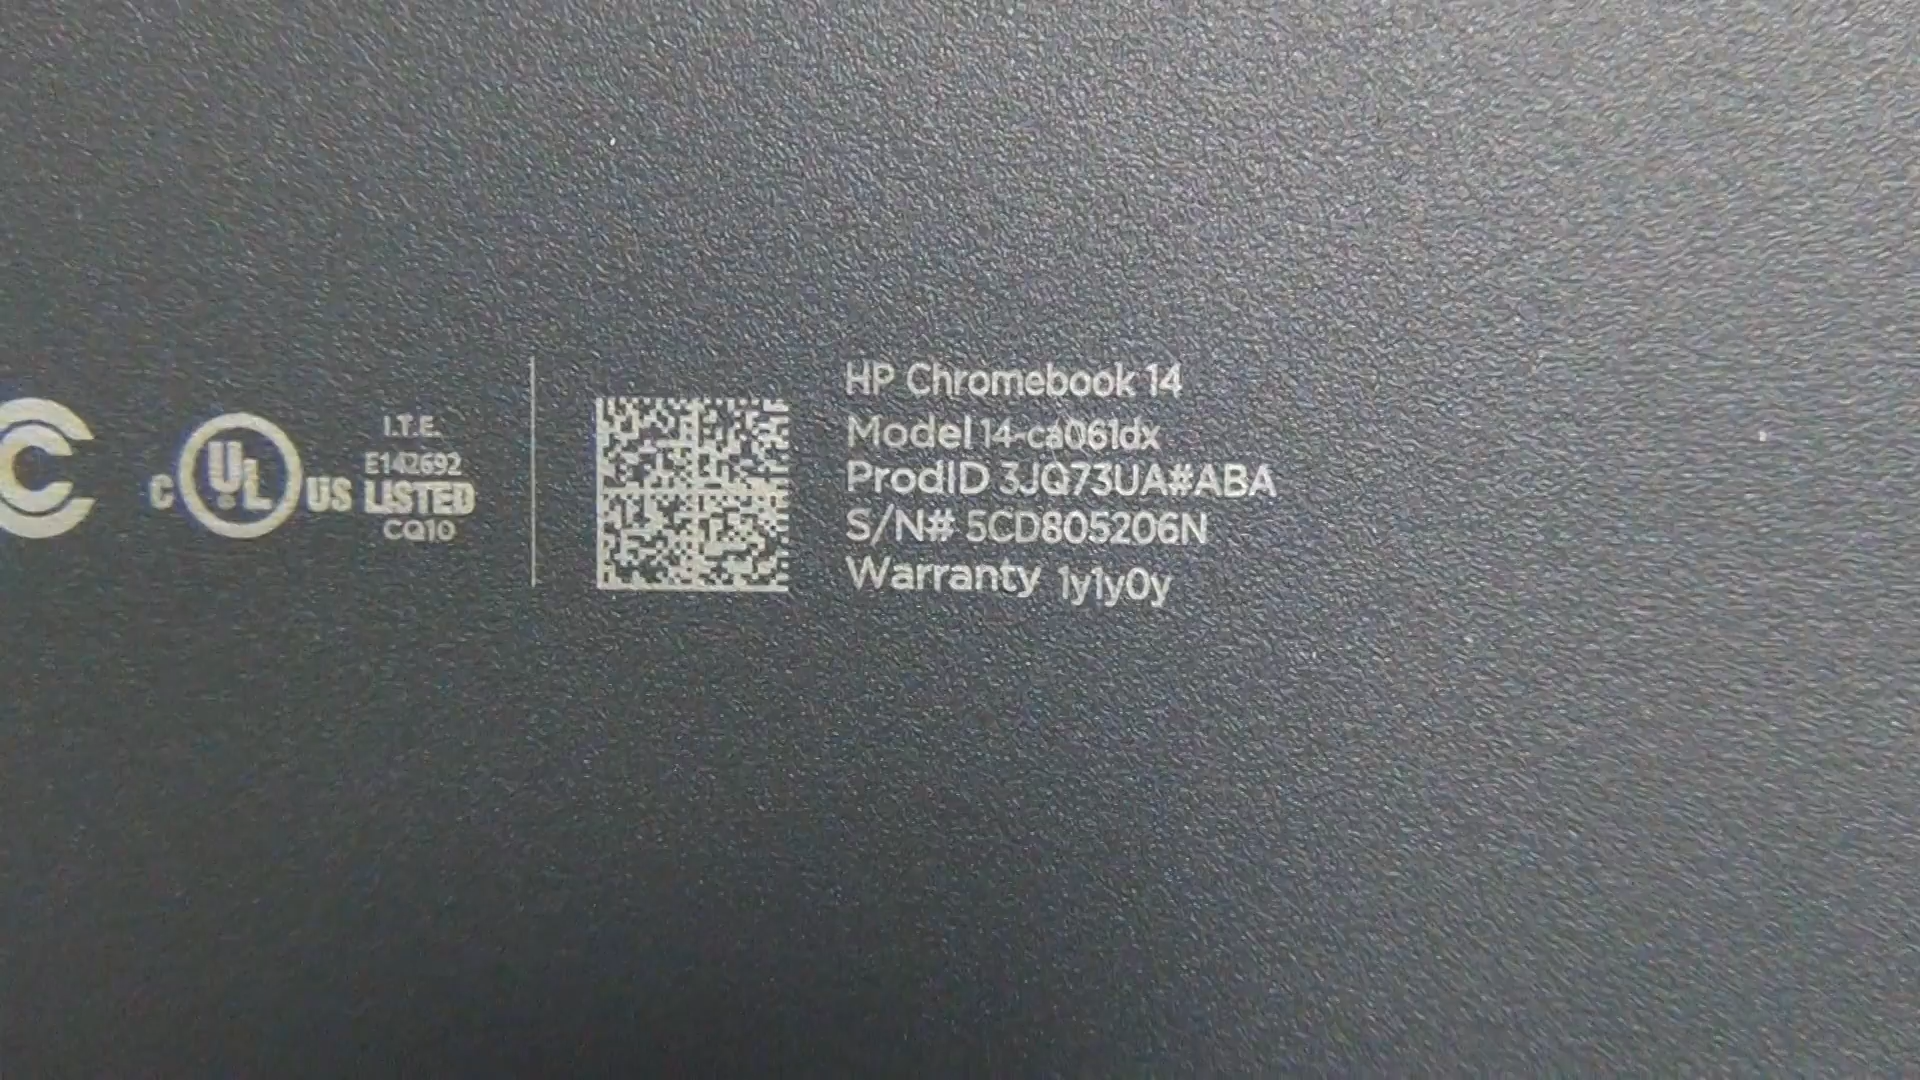 C
C UL US
I.T.E.
E142692
LISTED
CQ10
HP Chromebook 14
Model 14-ca061dx
ProdID 3JQ73UA#ABA
S/N# 5CD805206N
Warranty 1y1y0y